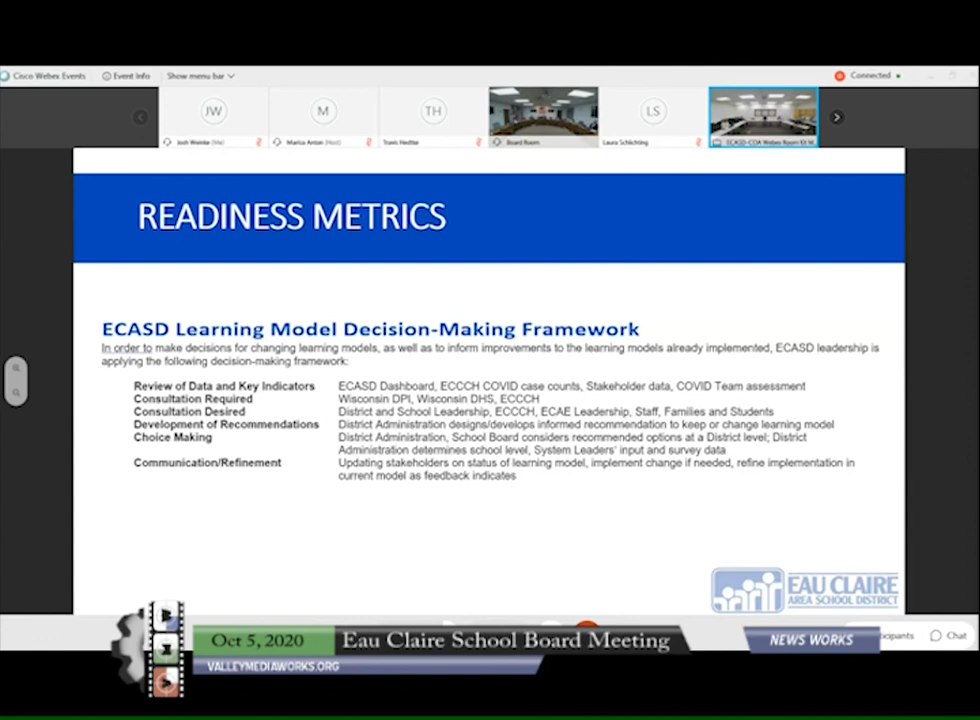 Cisco Webex Events Event Info Show menu bar Connected
JW M TH LS
Josh Weinke (Me) Marica Anton (Host) Travis Hedtke Board Room Laura Schlichting ECASD-COA Webex Room Kit M...
READINESS METRICS
ECASD Learning Model Decision-Making Framework
In order to make decisions for changing learning models, as well as to inform improvements to the learning models already implemented, ECASD leadership is
applying the following decision-making framework:
Review of Data and Key Indicators ECASD Dashboard, ECCCH COVID case counts, Stakeholder data, COVID Team assessment
Consultation Required Wisconsin DPI, Wisconsin DHS, ECCCH
Consultation Desired District and School Leadership, ECCCH, ECAE Leadership, Staff, Families and Students
Development of Recommendations District Administration designs/develops informed recommendation to keep or change learning model
Choice Making District Administration, School Board considers recommended options at a District level; District
Administration determines school level, System Leaders' input and survey data
Communication/Refinement Updating stakeholders on status of learning model, implement change if needed, refine implementation in
current model as feedback indicates
EAU CLAIRE
AREA SCHOOL DISTRICT
Oct 5, 2020 Eau Claire School Board Meeting NEWS WORKS icipants Chat
VALLEYMEDIAWORKS.ORG